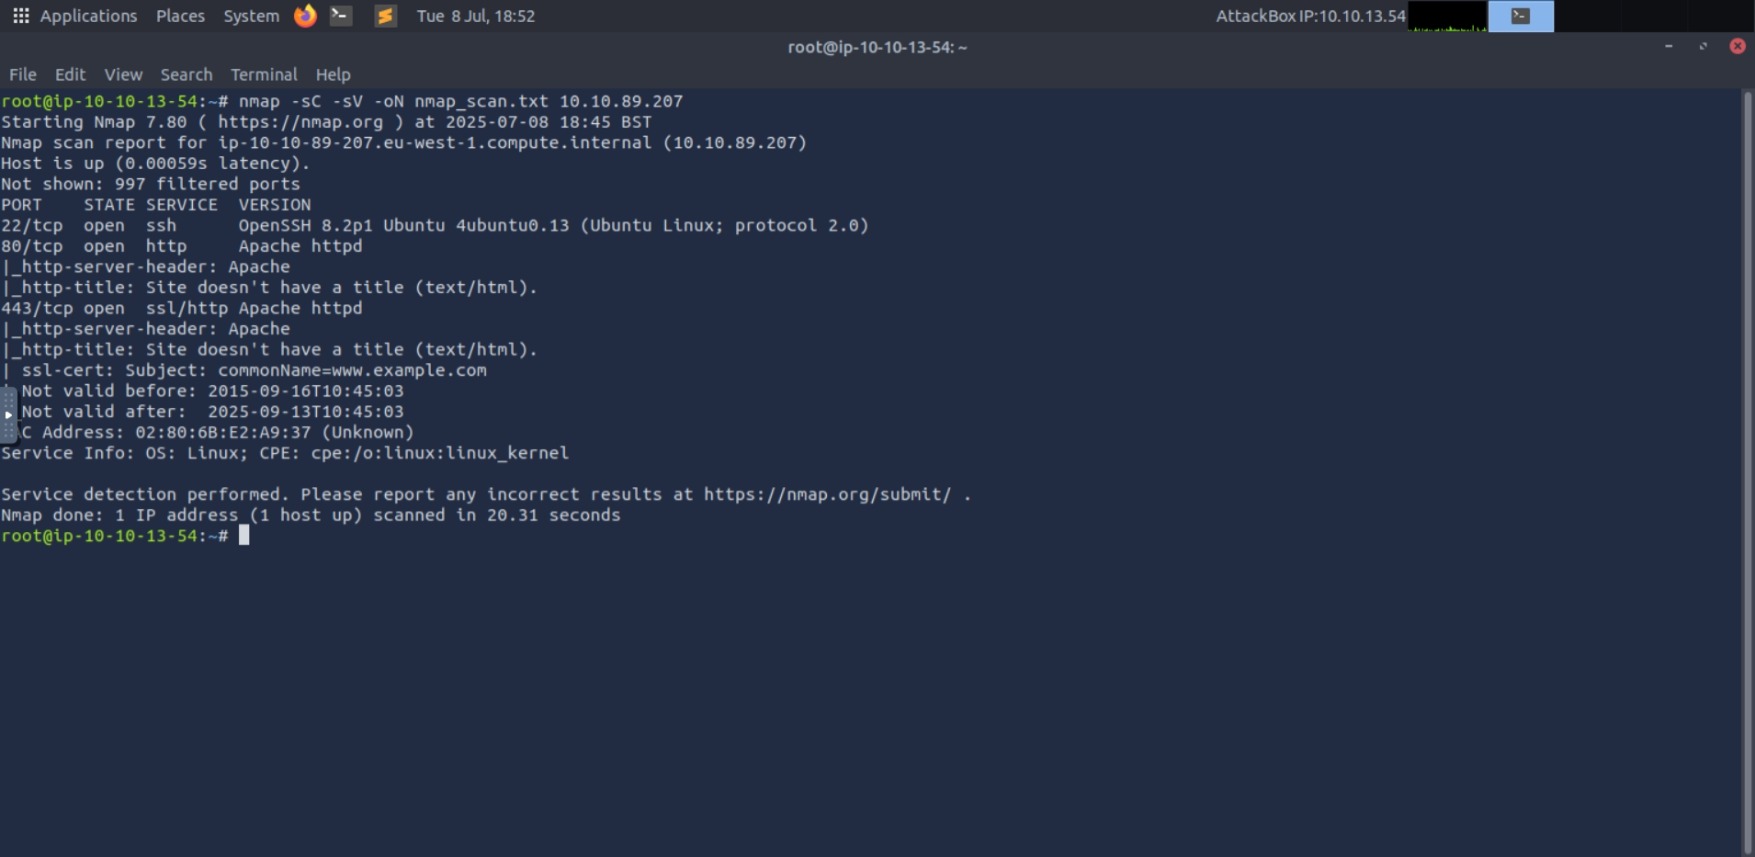 Applications Places System Tue 8 Jul, 18:52 AttackBox IP:10.10.13.54
root@ip-10-10-13-54: ~
File Edit View Search Terminal Help
root@ip-10-10-13-54:~# nmap -sC -sV -oN nmap_scan.txt 10.10.89.207
Starting Nmap 7.80 ( https://nmap.org ) at 2025-07-08 18:45 BST
Nmap scan report for ip-10-10-89-207.eu-west-1.compute.internal (10.10.89.207)
Host is up (0.00059s latency).
Not shown: 997 filtered ports
PORT    STATE SERVICE  VERSION
22/tcp  open  ssh      OpenSSH 8.2p1 Ubuntu 4ubuntu0.13 (Ubuntu Linux; protocol 2.0)
80/tcp  open  http     Apache httpd
|_http-server-header: Apache
|_http-title: Site doesn't have a title (text/html).
443/tcp open  ssl/http Apache httpd
|_http-server-header: Apache
|_http-title: Site doesn't have a title (text/html).
| ssl-cert: Subject: commonName=www.example.com
Not valid before: 2015-09-16T10:45:03
_Not valid after:  2025-09-13T10:45:03
C Address: 02:80:6B:E2:A9:37 (Unknown)
Service Info: OS: Linux; CPE: cpe:/o:linux:linux_kernel
Service detection performed. Please report any incorrect results at https://nmap.org/submit/ .
Nmap done: 1 IP address (1 host up) scanned in 20.31 seconds
root@ip-10-10-13-54:~#